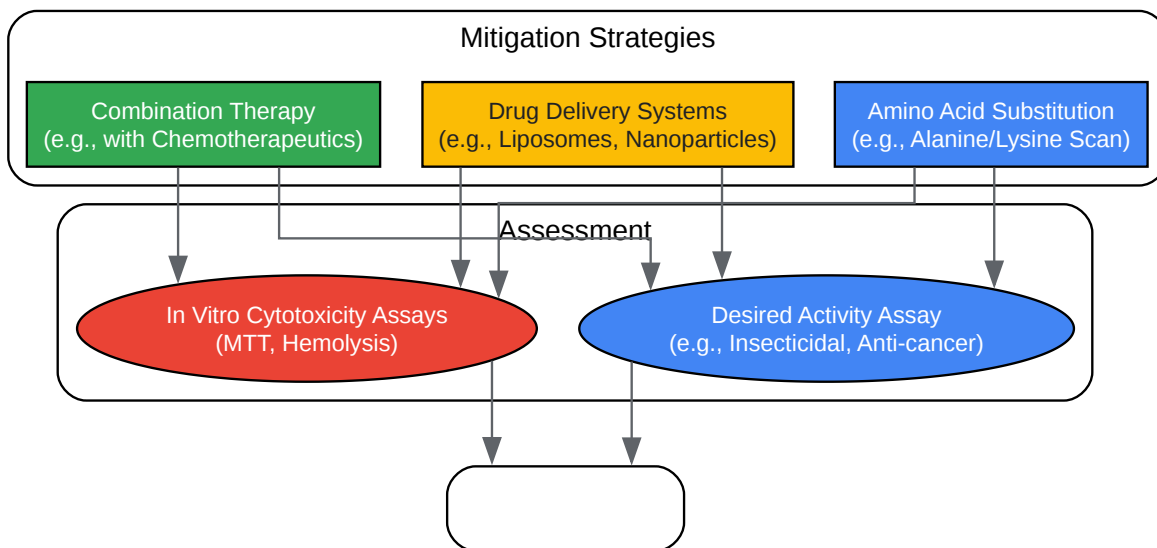 Mitigation Strategies
Combination Therapy
(e.g., with Chemotherapeutics)
Drug Delivery Systems
(e.g., Liposomes, Nanoparticles)
Amino Acid Substitution
(e.g., Alanine/Lysine Scan)
Assessment
In Vitro Cytotoxicity Assays
(MTT, Hemolysis)
Desired Activity Assay
(e.g., Insecticidal, Anti-cancer)